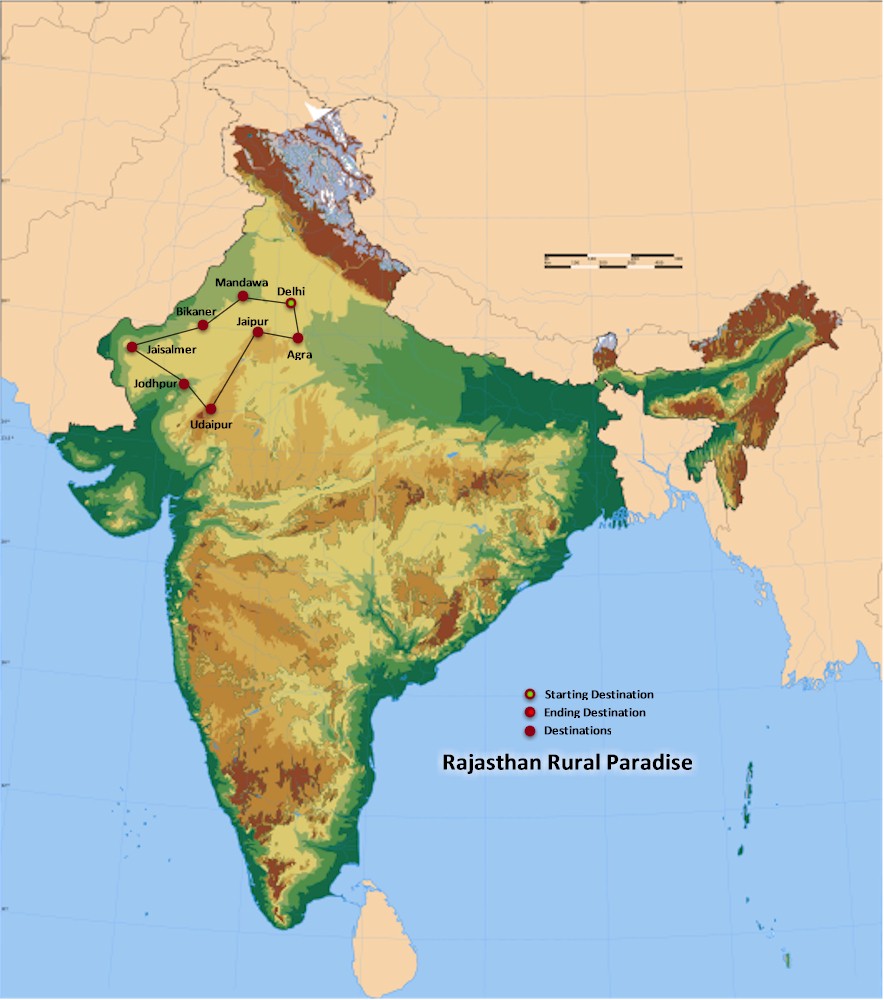 Mandawa
Delhi
Bikaner
Jaipur
Jaisalmer
Agra
Jodhpur
Udaipur
Starting Destination
Ending Destination
Destinations
Rajasthan Rural Paradise